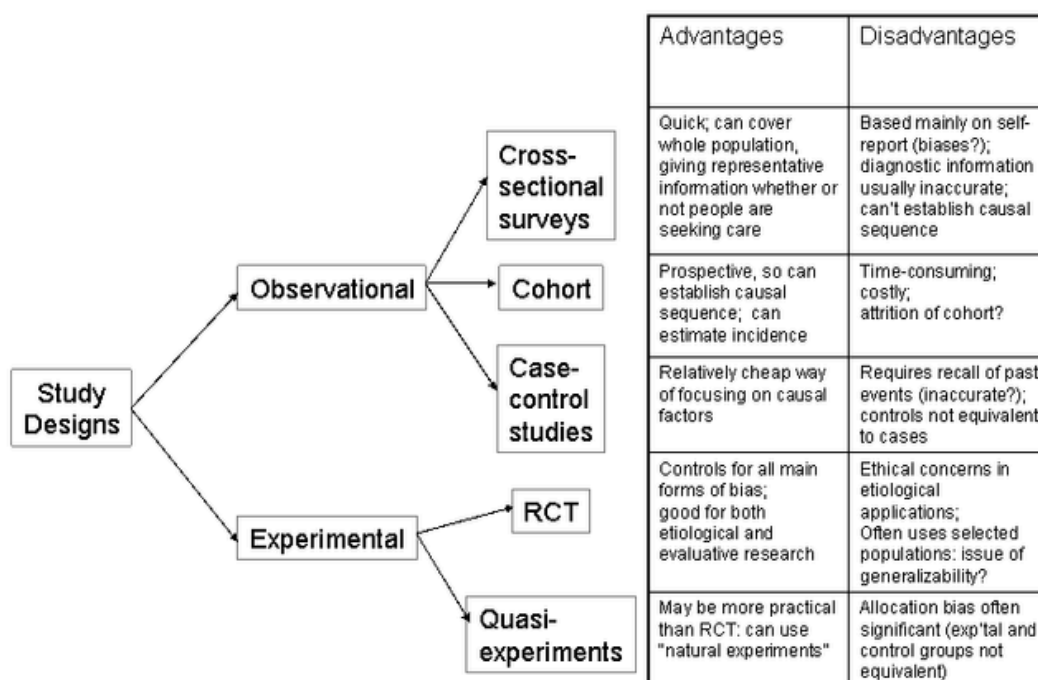 Study
Designs
Observational
Experimental
Cross-
sectional
surveys
Cohort
Case-
control
studies
RCT
Quasi-
experiments
Advantages
Disadvantages
Quick; can cover
whole population,
giving representative
information whether or
not people are
seeking care
Based mainly on self-
report (biases?);
diagnostic information
usually inaccurate;
can't establish causal
sequence
Prospective, so can
establish causal
sequence; can
estimate incidence
Time-consuming;
costly;
attrition of cohort?
Relatively cheap way
of focusing on causal
factors
Requires recall of past
events (inaccurate?);
controls not equivalent
to cases
Controls for all main
forms of bias;
good for both
etiological and
evaluative research
Ethical concerns in
etiological
applications;
Often uses selected
populations: issue of
generalizability?
May be more practical
than RCT: can use
"natural experiments"
Allocation bias often
significant (exp'tal and
control groups not
equivalent)